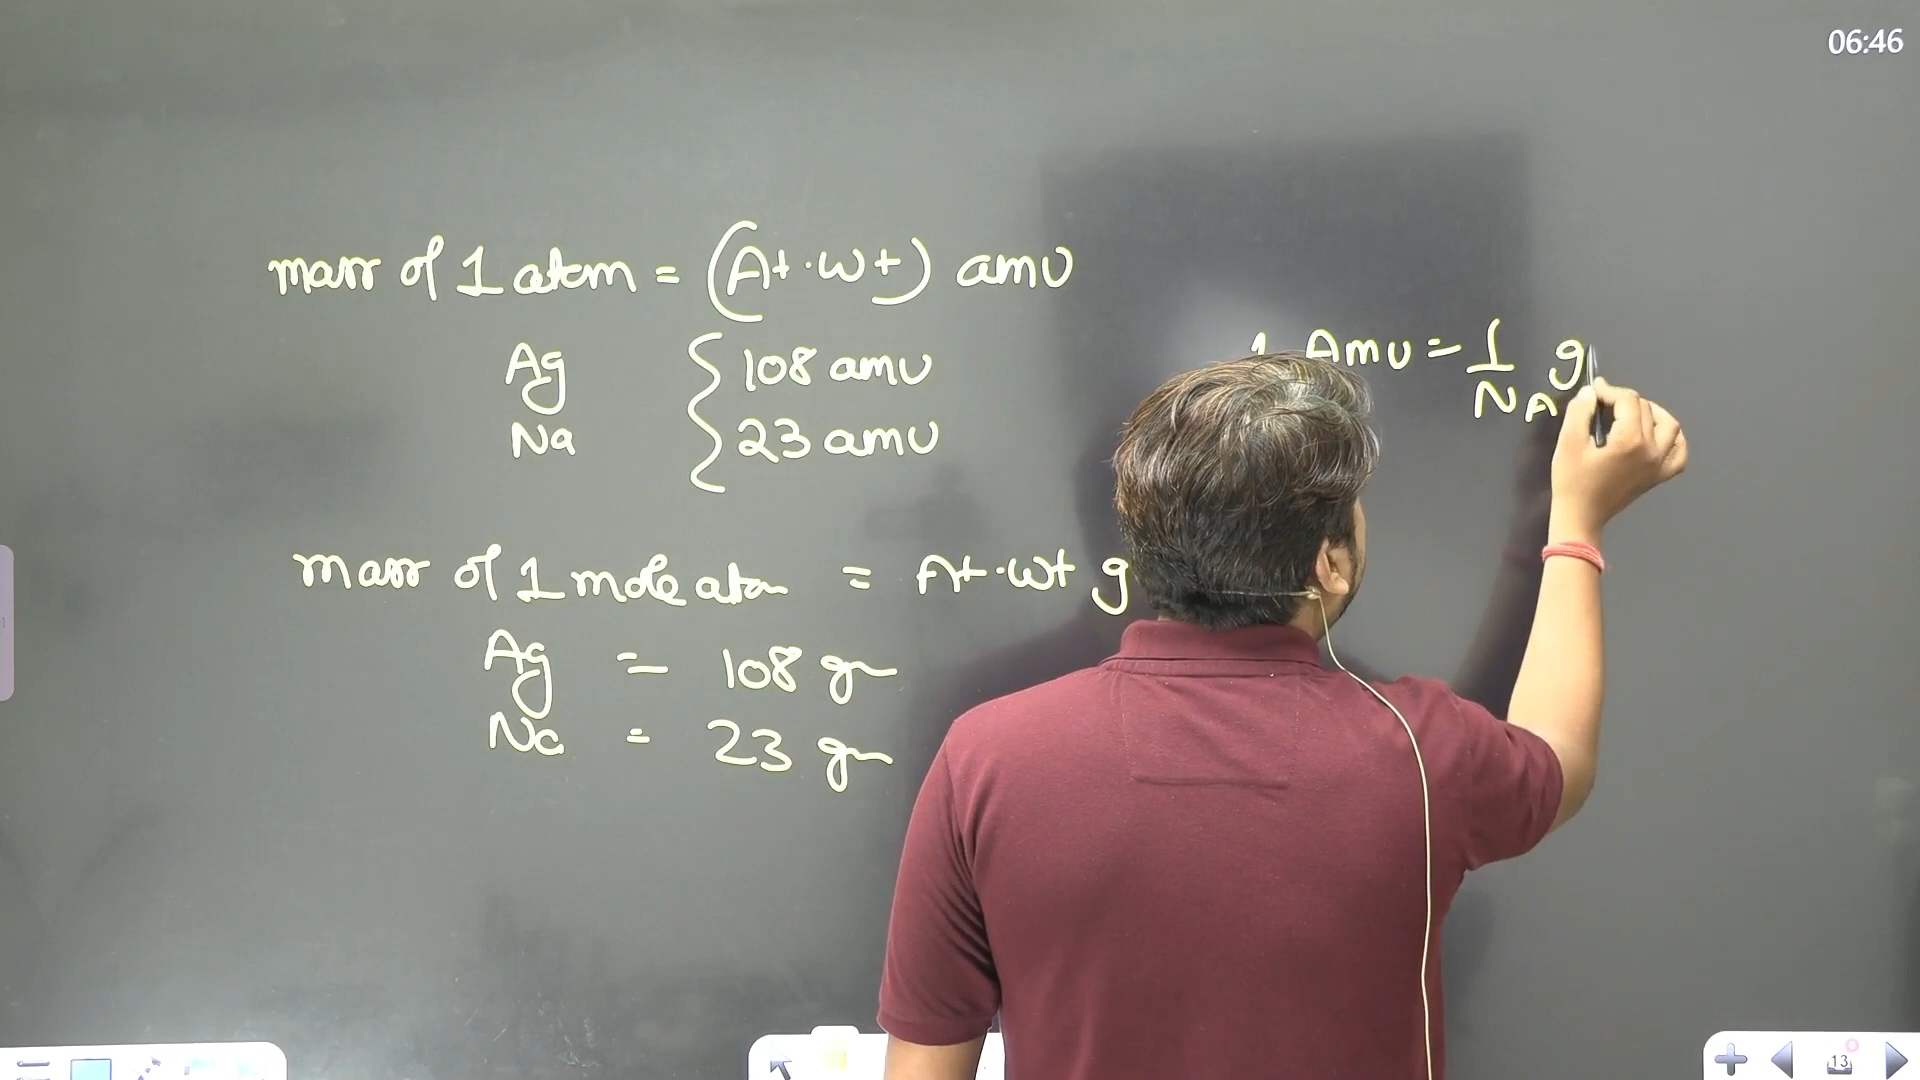 06:46
mass of 1 atom = (At.wt) amu
Ag 108 amu
Na 23 amu
1 Amu = 1/NA g
mass of 1 mole atom = At.wt g
Ag = 108 gm
Na = 23 gm
13